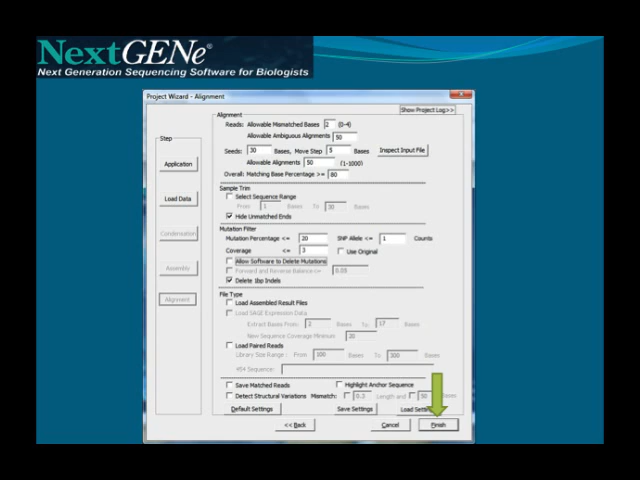 NextGENe®
Next Generation Sequencing Software for Biologists
Project Wizard - Alignment
Show Project Log>>
Step
Application
Load Data
Condensation
Assembly
Alignment
Alignment
Reads: Allowable Mismatched Bases 2 (0-4)
Allowable Ambiguous Alignments 50
Seeds: 30 Bases, Move Step 5 Bases Inspect Input File
Allowable Alignments 50 (1-1000)
Overall: Matching Base Percentage >= 80
Sample Trim
Select Sequence Range
From 1 Bases To 30 Bases
Hide Unmatched Ends
Mutation Filter
Mutation Percentage <= 20 SNP Allele <= 1 Counts
Coverage <= 3 Use Original
Allow Software to Delete Mutations
Forward and Reverse Balance<= 0.05
Delete 1bp Indels
File Type
Load Assembled Result Files
Load SAGE Expression Data
Extract Bases From: 2 Bases To: 17 Bases
New Sequence Coverage Minimum 20
Load Paired Reads
Library Size Range: From 100 Bases To 300 Bases
454 Sequence:
Save Matched Reads Highlight Anchor Sequence
Detect Structural Variations Mismatch: 0.3 Length and 50 Bases
Default Settings Save Settings Load Setti
<< Back Cancel Finish